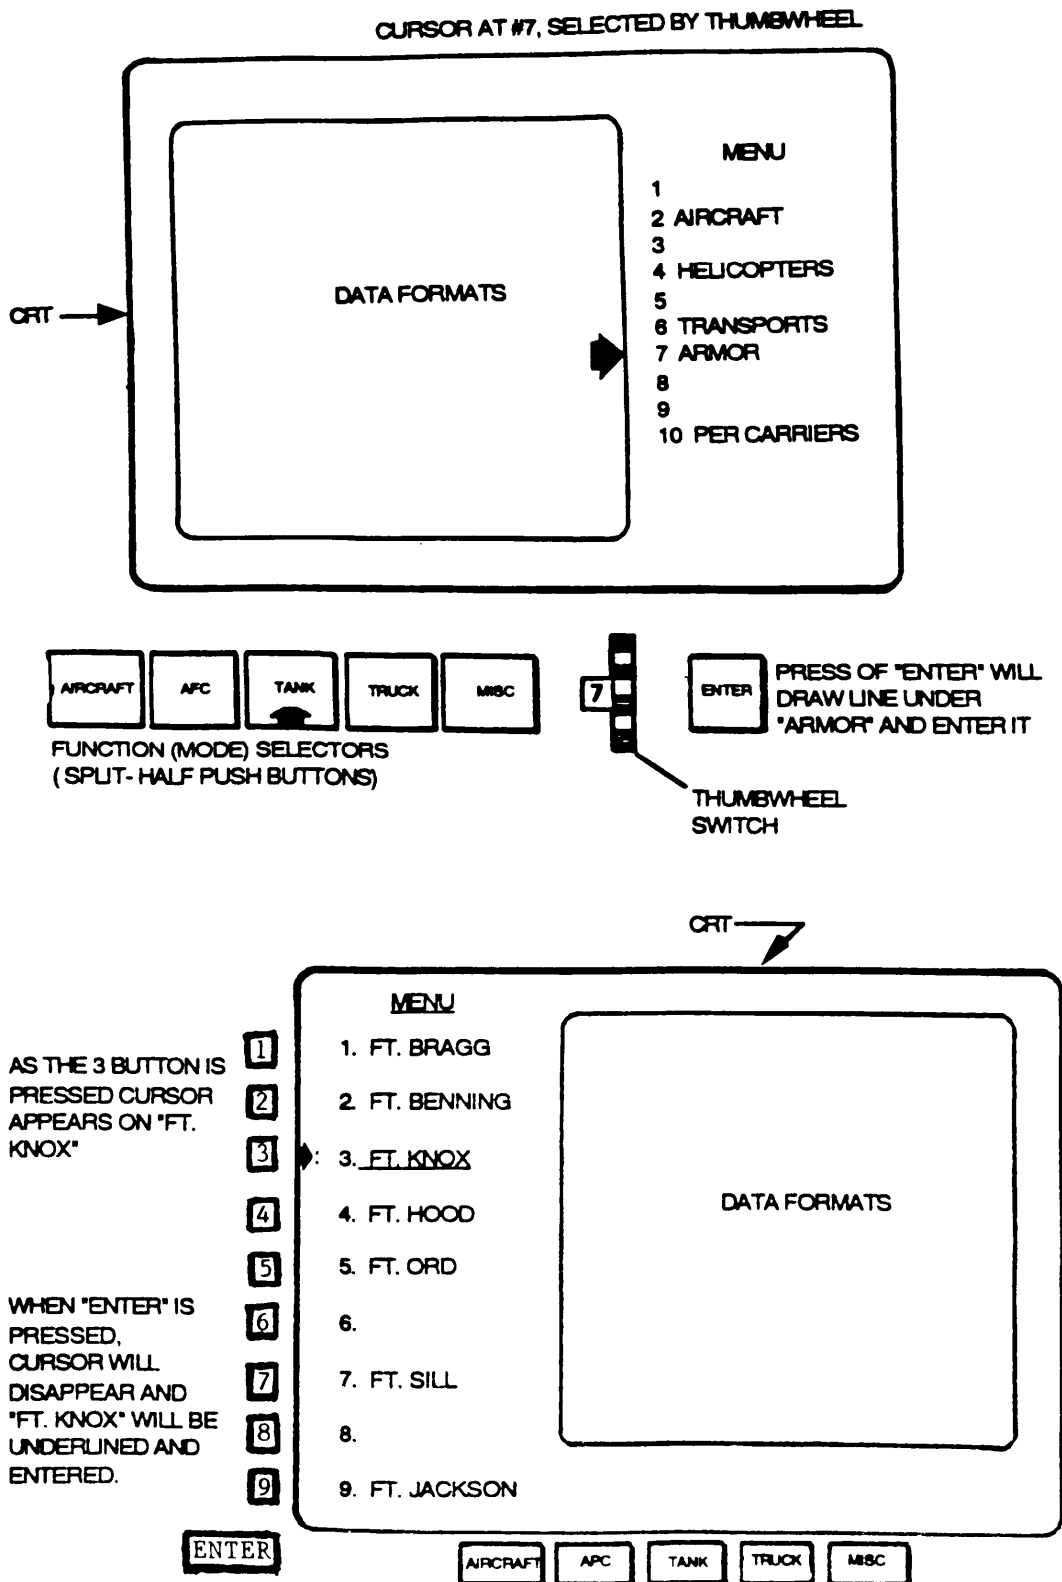 CURSOR AT #7, SELECTED BY THUMBWHEEL
MENU
1
2 AIRCRAFT
3
4 HELICOPTERS
5
6 TRANSPORTS
7 ARMOR
8
9
10 PER CARRIERS
DATA FORMATS
CRT
AIRCRAFT
AFC
TANK
TRUCK
MISC
7
ENTER
PRESS OF "ENTER" WILL
DRAW LINE UNDER
"ARMOR" AND ENTER IT
FUNCTION (MODE) SELECTORS
( SPLIT- HALF PUSH BUTTONS)
THUMBWHEEL
SWITCH
CRT
AS THE 3 BUTTON IS
PRESSED CURSOR
APPEARS ON "FT.
KNOX"
WHEN "ENTER" IS
PRESSED,
CURSOR WILL
DISAPPEAR AND
"FT. KNOX" WILL BE
UNDERLINED AND
ENTERED.
1
2
3
4
5
6
7
8
9
ENTER
MENU
1. FT. BRAGG
2. FT. BENNING
: 3. FT. KNOX
4. FT. HOOD
5. FT. ORD
6.
7. FT. SILL
8.
9. FT. JACKSON
DATA FORMATS
AIRCRAFT
APC
TANK
TRUCK
MISC